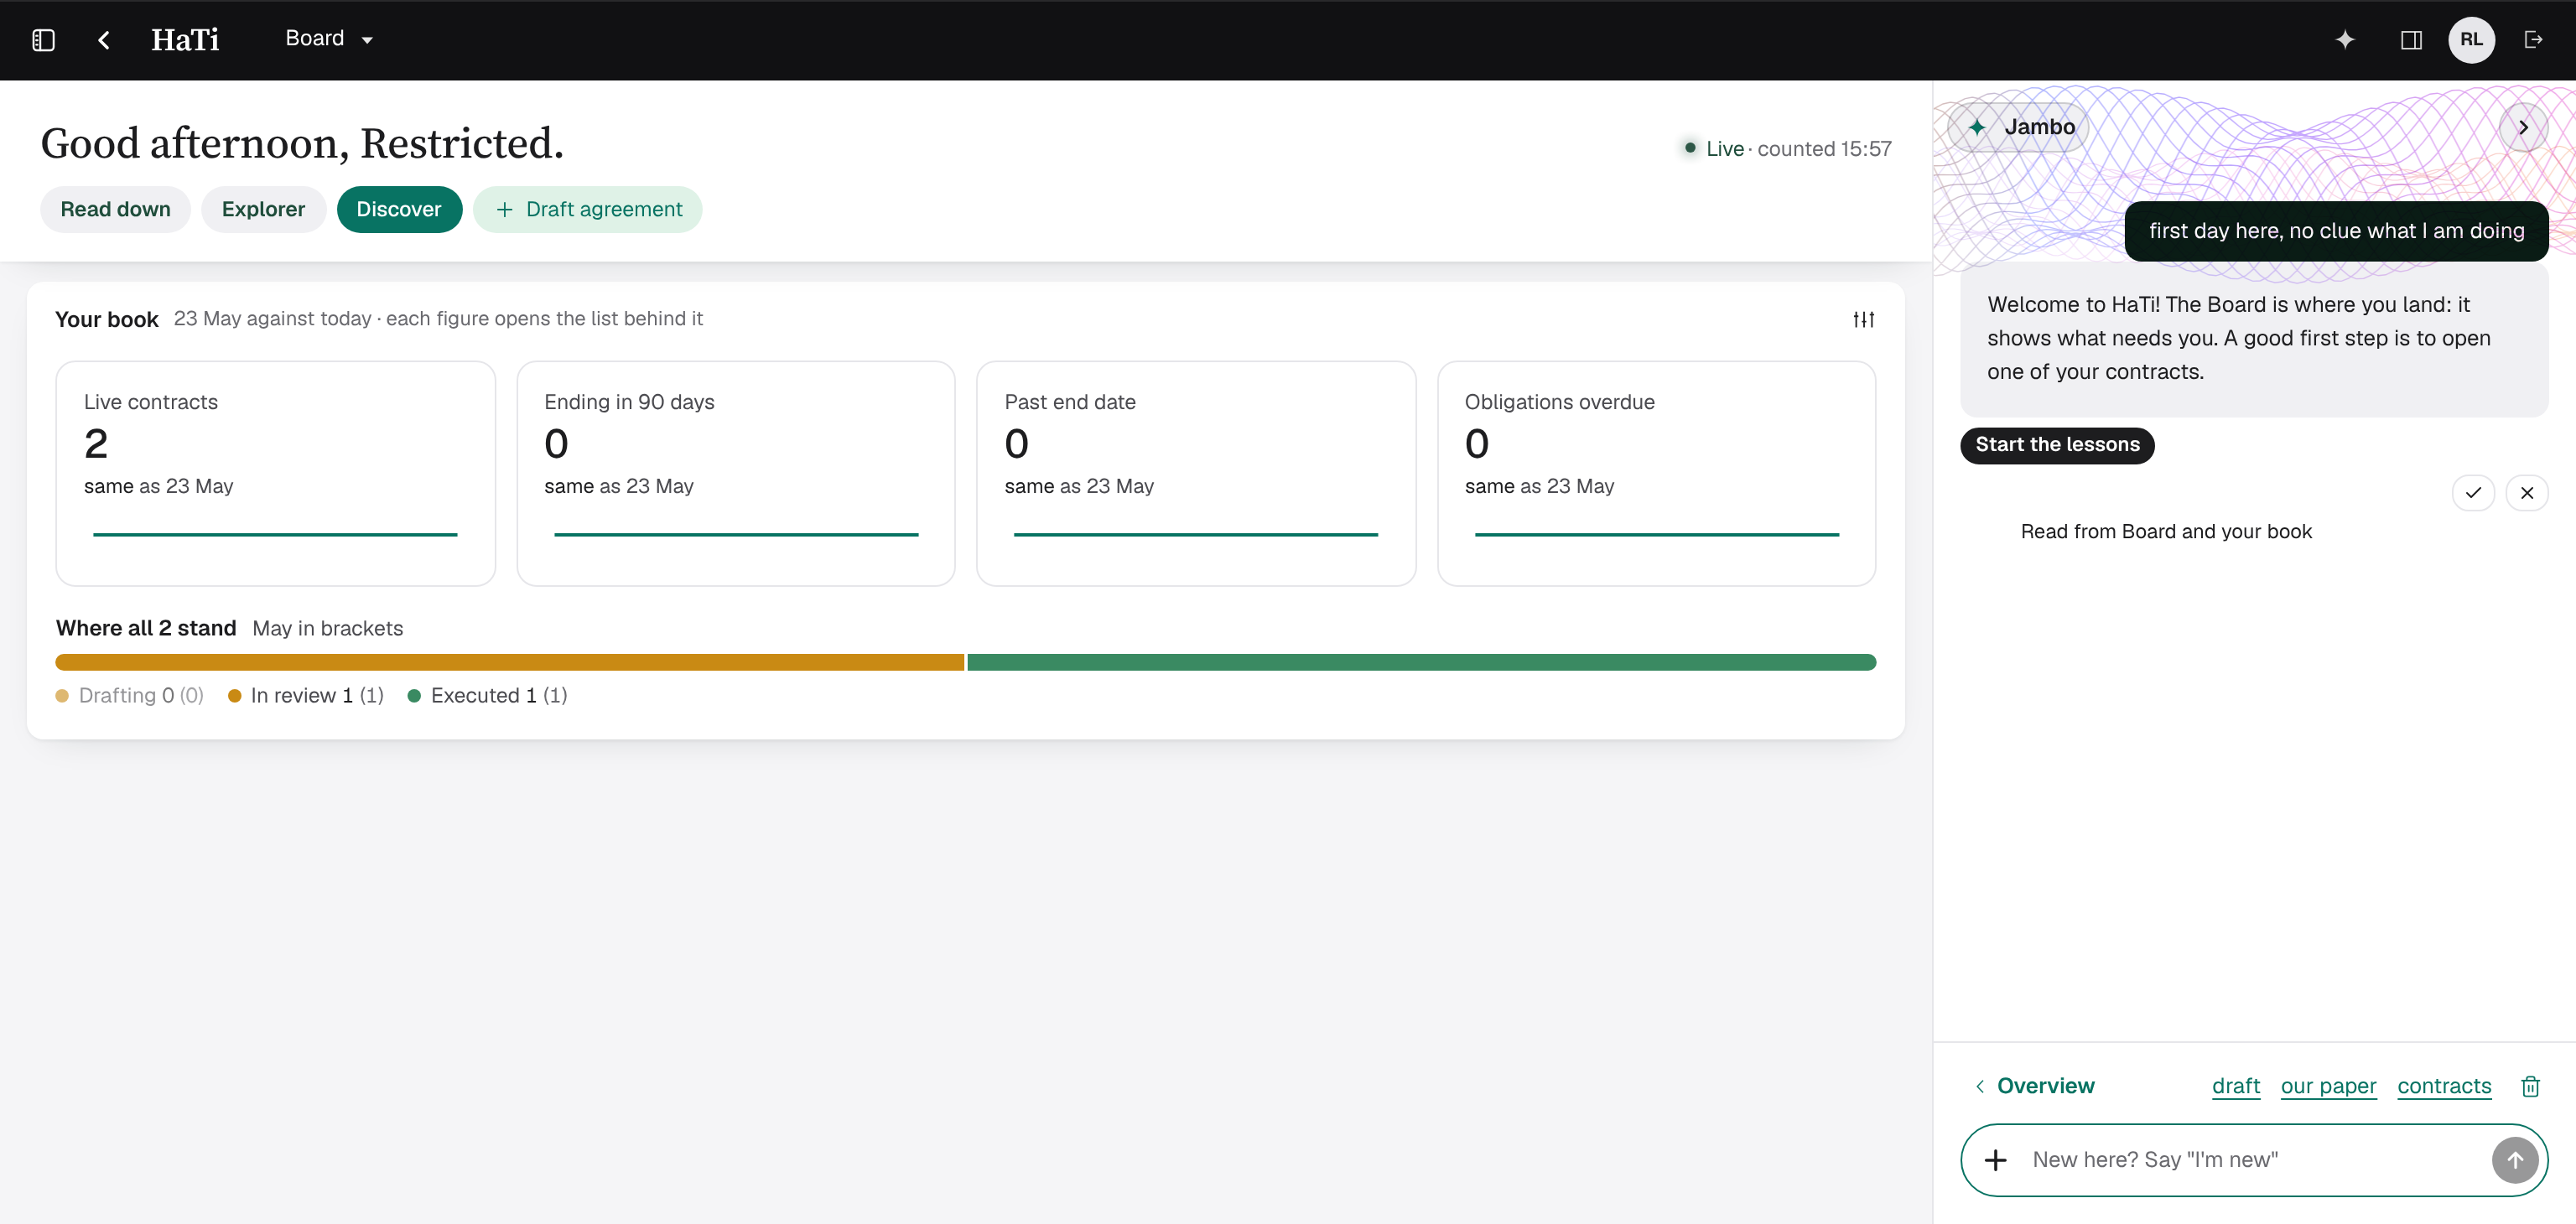 HaTi
Board
RL
Good afternoon, Restricted.
Live · counted 15:57
Read down
Explorer
Discover
+ Draft agreement
Your book 23 May against today · each figure opens the list behind it
Live contracts
2
same as 23 May
Ending in 90 days
0
same as 23 May
Past end date
0
same as 23 May
Obligations overdue
0
same as 23 May
Where all 2 stand May in brackets
Drafting 0 (0) In review 1 (1) Executed 1 (1)
Jambo
first day here, no clue what I am doing
Welcome to HaTi! The Board is where you land: it
shows what needs you. A good first step is to open
one of your contracts.
Start the lessons
Read from Board and your book
Overview
draft our paper contracts
New here? Say "I'm new"